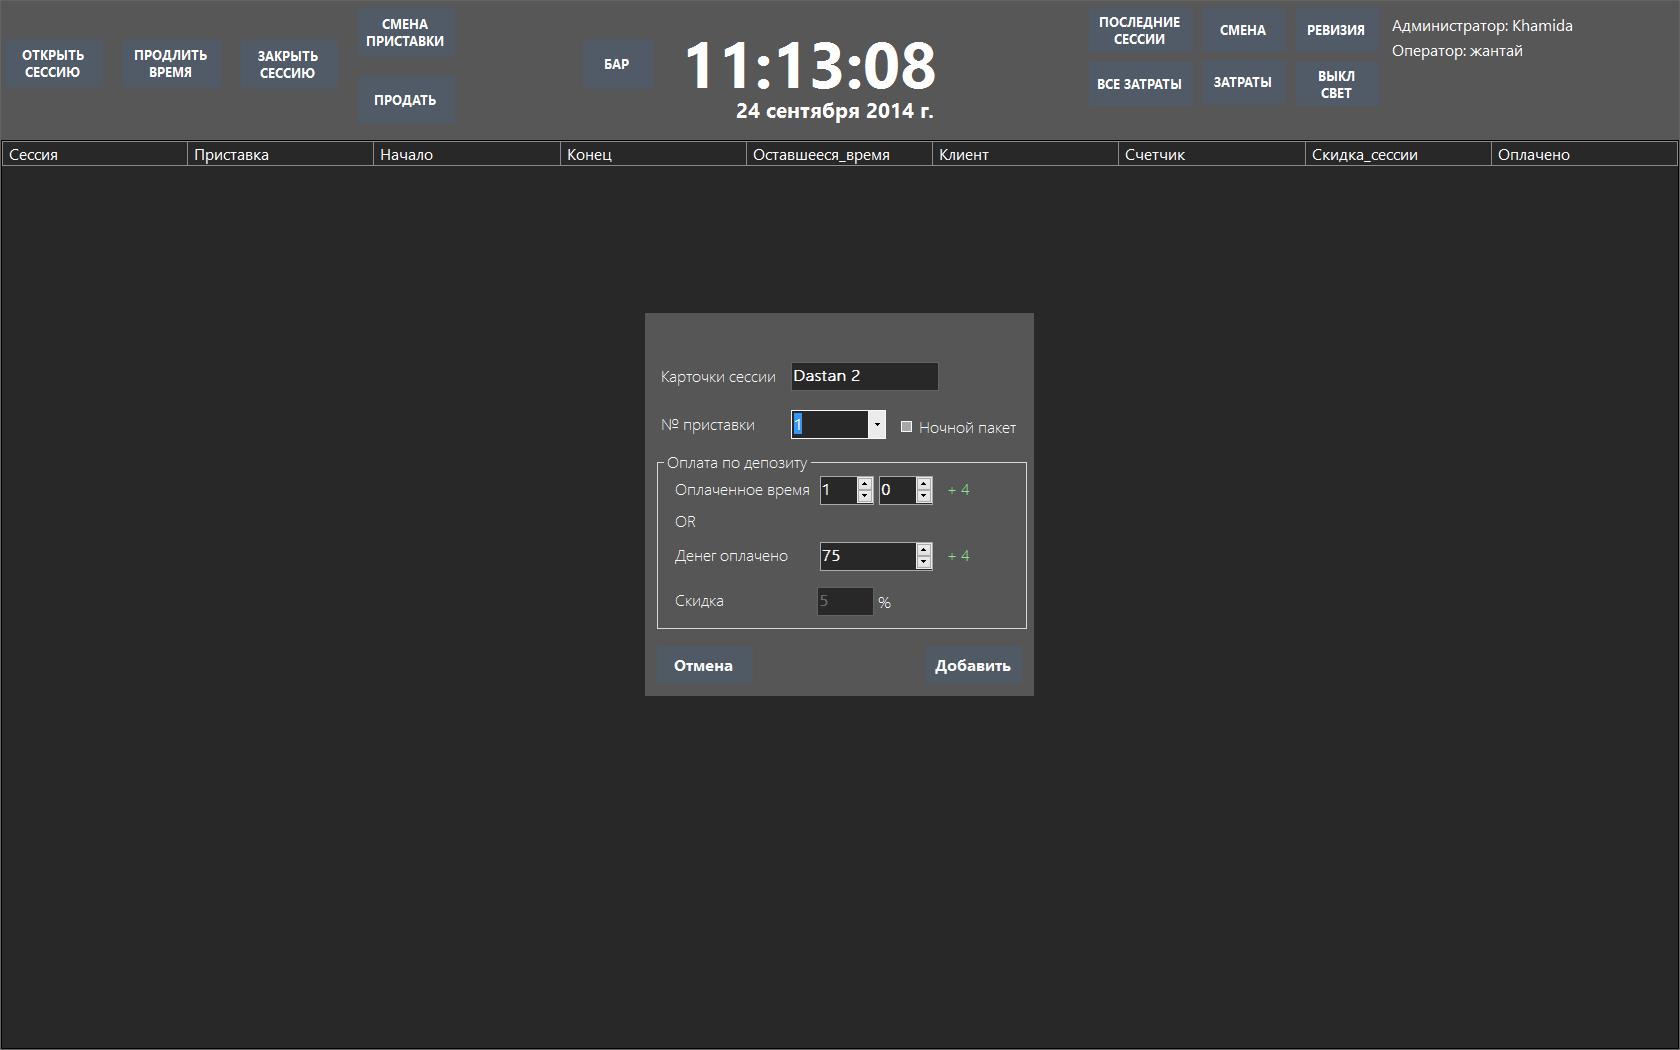 ОТКРЫТЬ
СЕССИЮ
ПРОДЛИТЬ
ВРЕМЯ
ЗАКРЫТЬ
СЕССИЮ
СМЕНА
ПРИСТАВКИ
ПРОДАТЬ
БАР
11:13:08
24 сентября 2014 г.
ПОСЛЕДНИЕ
СЕССИИ
СМЕНА
РЕВИЗИЯ
ВСЕ ЗАТРАТЫ
ЗАТРАТЫ
ВЫКЛ
СВЕТ
Администратор: Khamida
Оператор: жантай
Сессия Приставка Начало Конец Оставшееся_время Клиент Счетчик Скидка_сессии Оплачено
Карточки сессии Dastan 2
№ приставки 1 Ночной пакет
Оплата по депозиту
Оплаченное время 1 0 + 4
OR
Денег оплачено 75 + 4
Скидка 5 %
Отмена Добавить